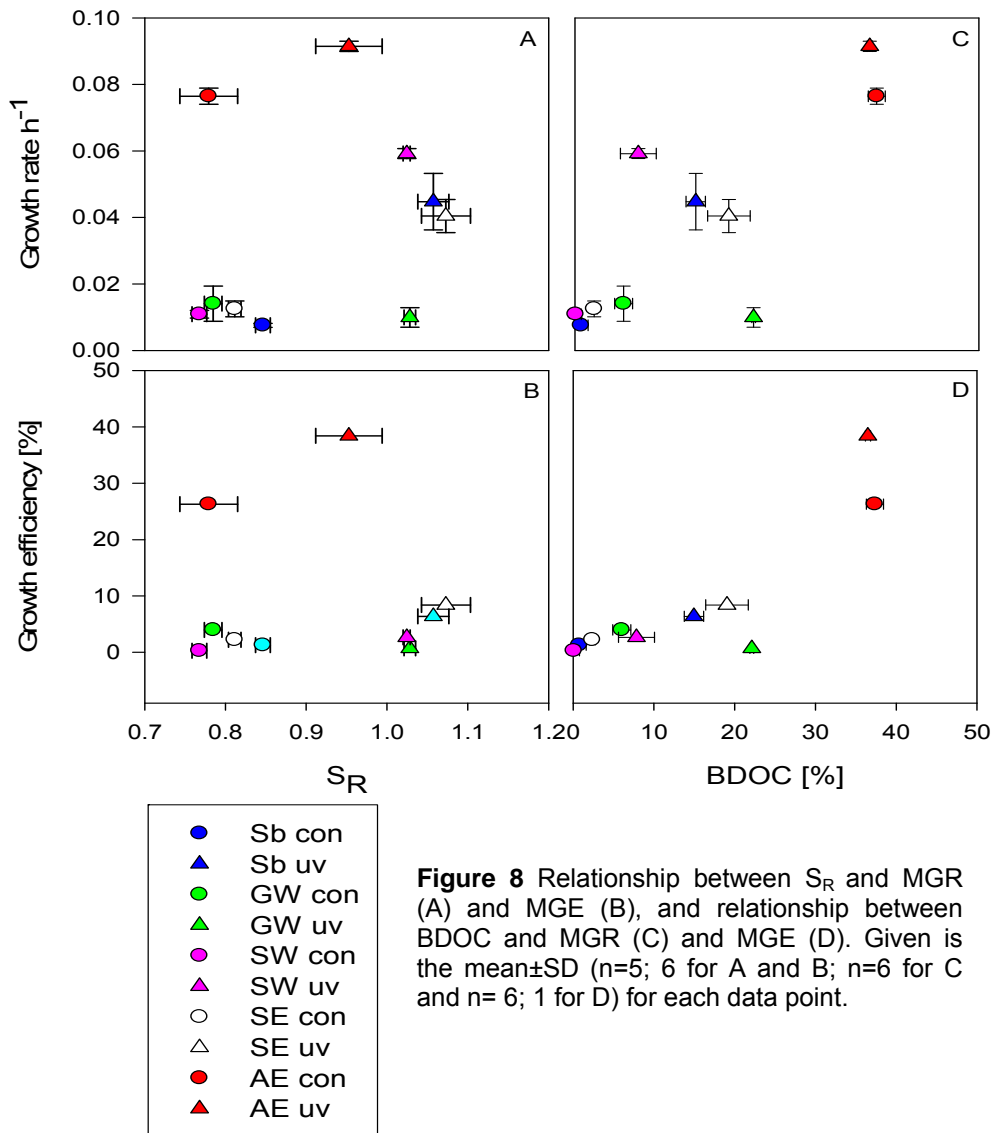 0.10
0.08
0.06
0.04
0.02
0.00
Growth rate h⁻¹
A
C
50
40
30
20
10
0
Growth efficiency [%]
B
D
0.7 0.8 0.9 1.0 1.1 1.20 10 20 30 40 50
S_R
BDOC [%]
Sb con
Sb uv
GW con
GW uv
SW con
SW uv
SE con
SE uv
AE con
AE uv
Figure 8 Relationship between S_R and MGR
(A) and MGE (B), and relationship between
BDOC and MGR (C) and MGE (D). Given is
the mean±SD (n=5; 6 for A and B; n=6 for C
and n= 6; 1 for D) for each data point.